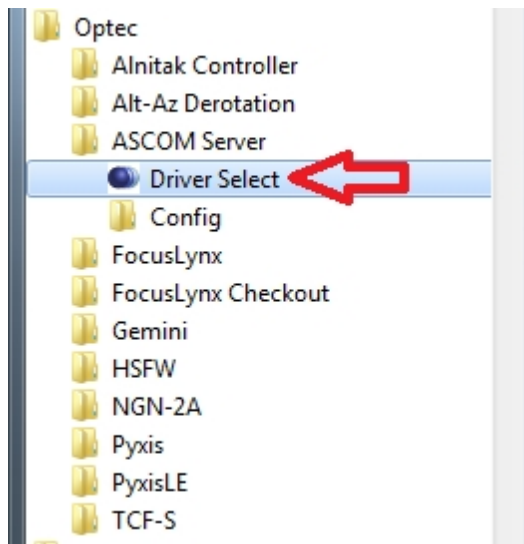 Optec
Alnitak Controller
Alt-Az Derotation
ASCOM Server
Driver Select
Config
FocusLynx
FocusLynx Checkout
Gemini
HSFW
NGN-2A
Pyxis
PyxisLE
TCF-S